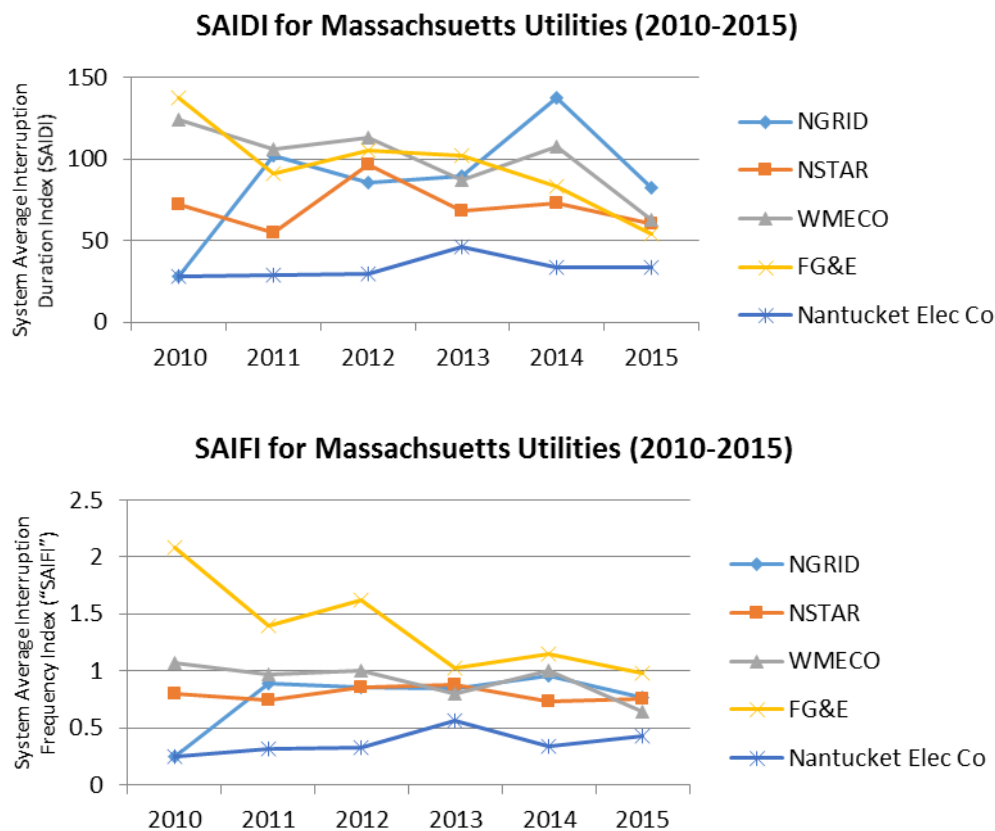 SAIDI for Massachsuetts Utilities (2010-2015)
System Average Interruption
Duration Index (SAIDI)
150
100
50
0
2010 2011 2012 2013 2014 2015
NGRID
NSTAR
WMECO
FG&E
Nantucket Elec Co
SAIFI for Massachsuetts Utilities (2010-2015)
System Average Interruption
Frequency Index ("SAIFI")
2.5
2
1.5
1
0.5
0
2010 2011 2012 2013 2014 2015
NGRID
NSTAR
WMECO
FG&E
Nantucket Elec Co